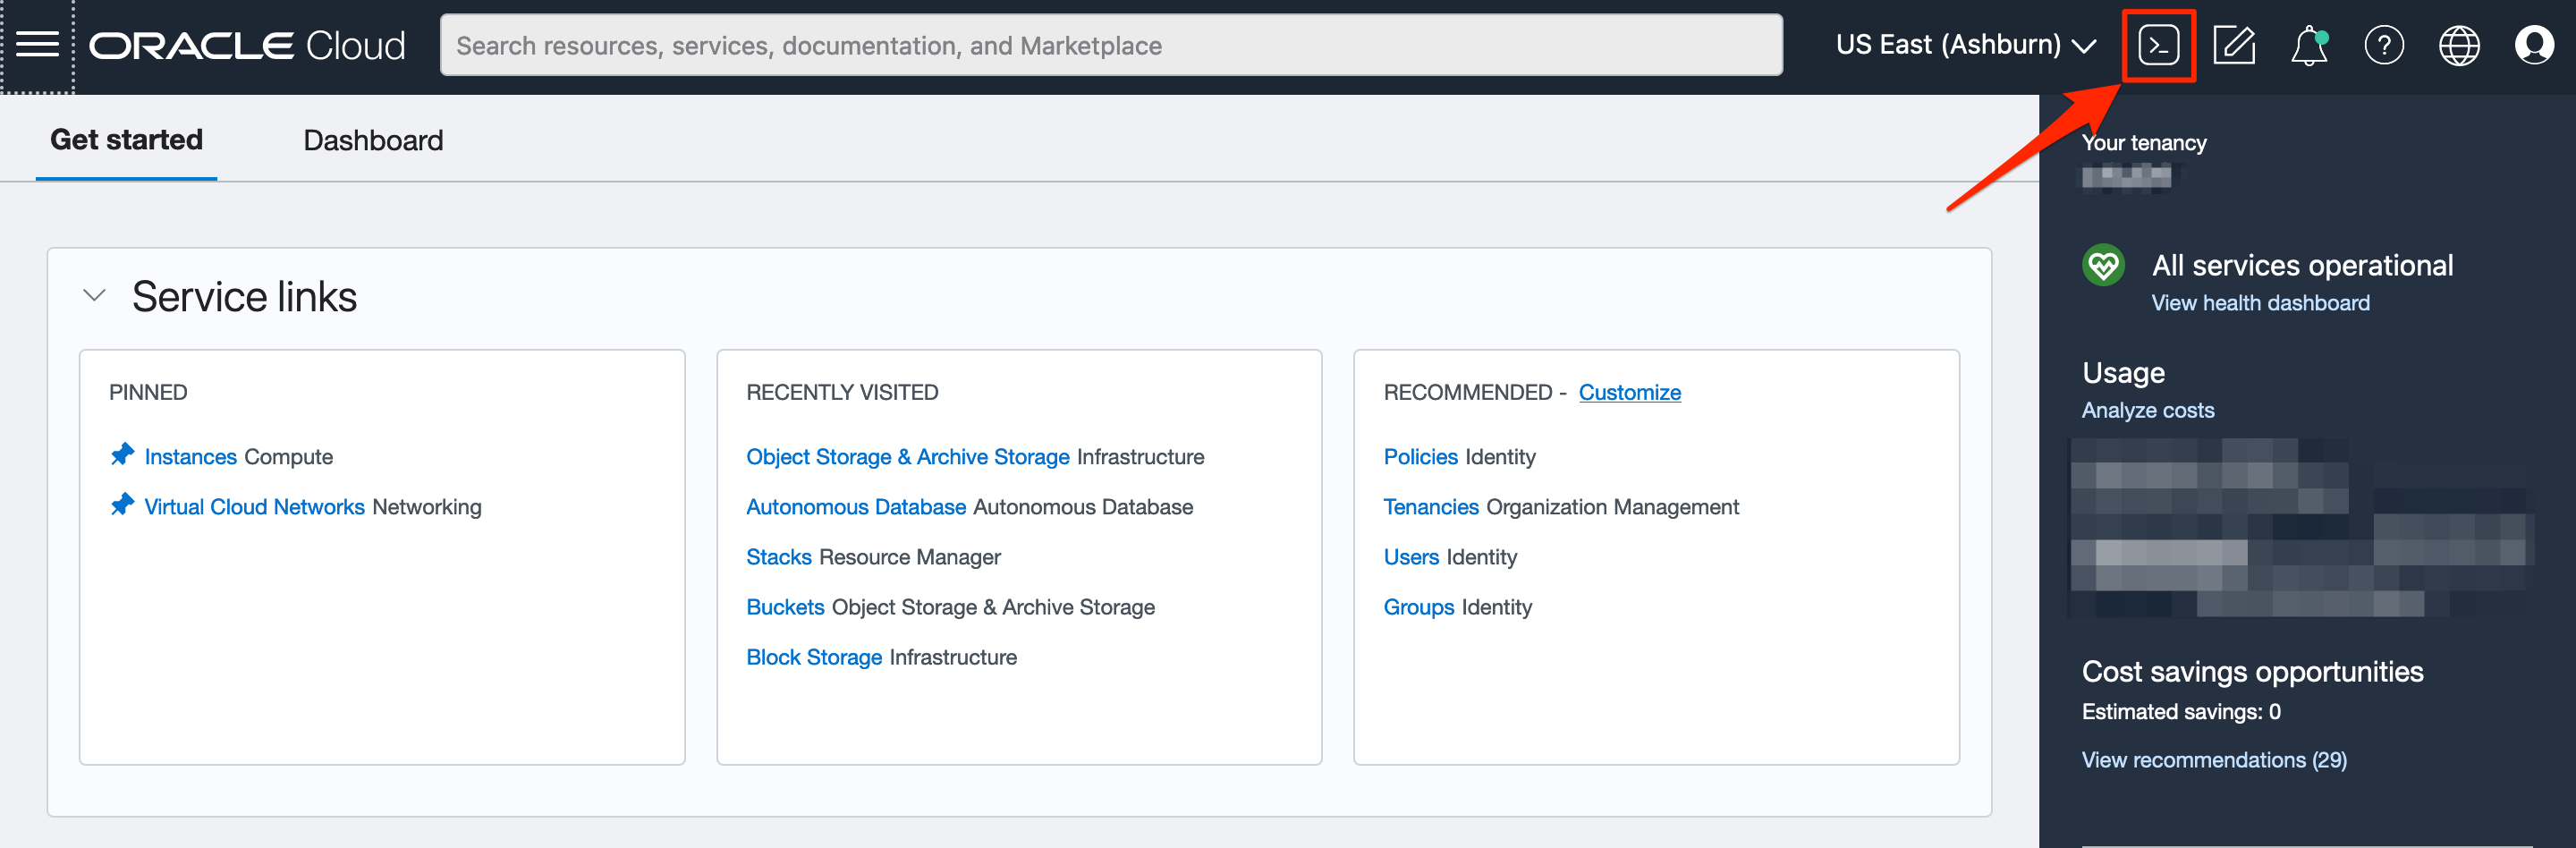 ORACLE Cloud
Search resources, services, documentation, and Marketplace
US East (Ashburn)
Get started
Dashboard
Service links
PINNED
Instances Compute
Virtual Cloud Networks Networking
RECENTLY VISITED
Object Storage & Archive Storage Infrastructure
Autonomous Database Autonomous Database
Stacks Resource Manager
Buckets Object Storage & Archive Storage
Block Storage Infrastructure
RECOMMENDED - Customize
Policies Identity
Tenancies Organization Management
Users Identity
Groups Identity
Your tenancy
All services operational
View health dashboard
Usage
Analyze costs
Cost savings opportunities
Estimated savings: 0
View recommendations (29)